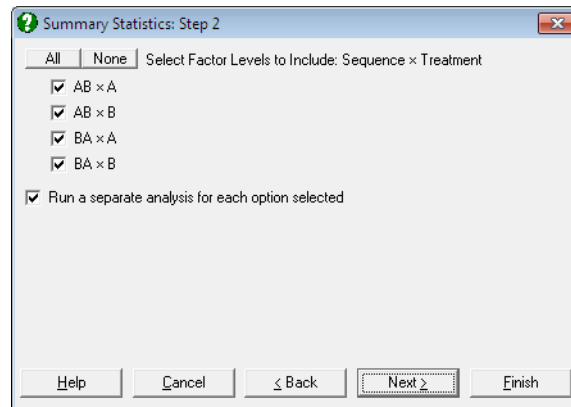 Summary Statistics: Step 2
All None Select Factor Levels to Include: Sequence × Treatment
AB × A
AB × B
BA × A
BA × B
Run a separate analysis for each option selected
Help Cancel < Back Next > Finish